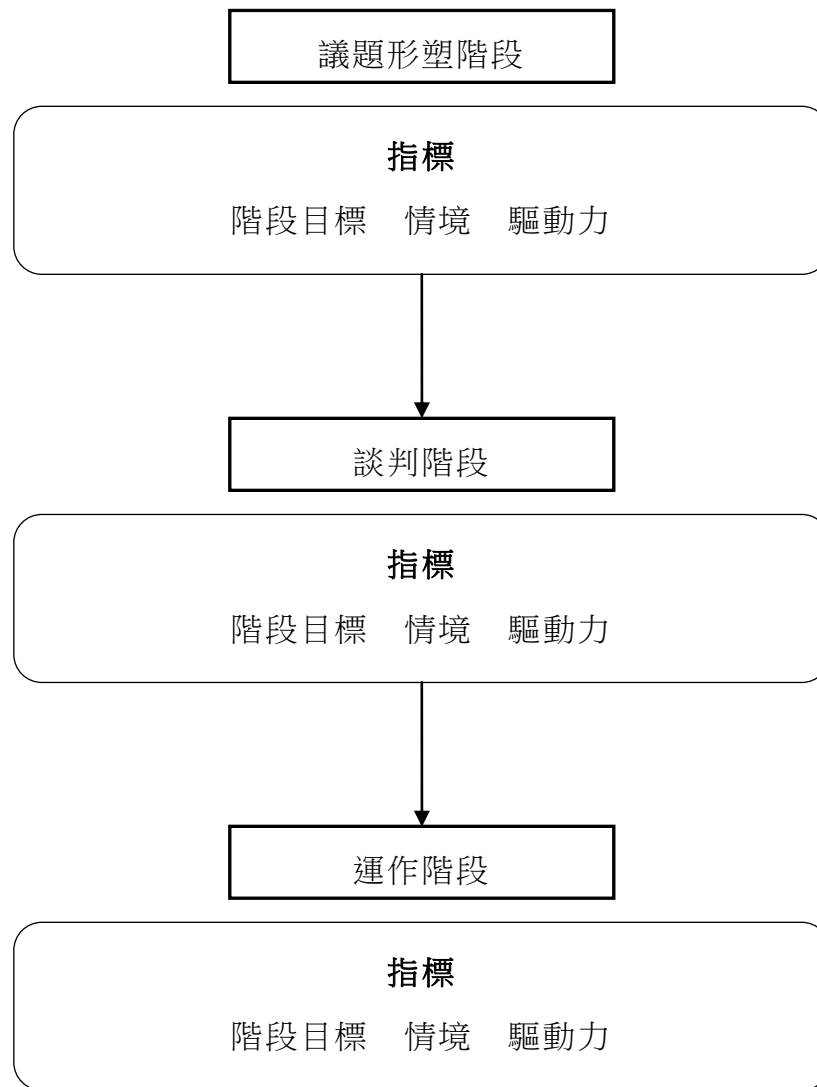 議題形塑階段
指標
階段目標　情境　驅動力
談判階段
指標
階段目標　情境　驅動力
運作階段
指標
階段目標　情境　驅動力